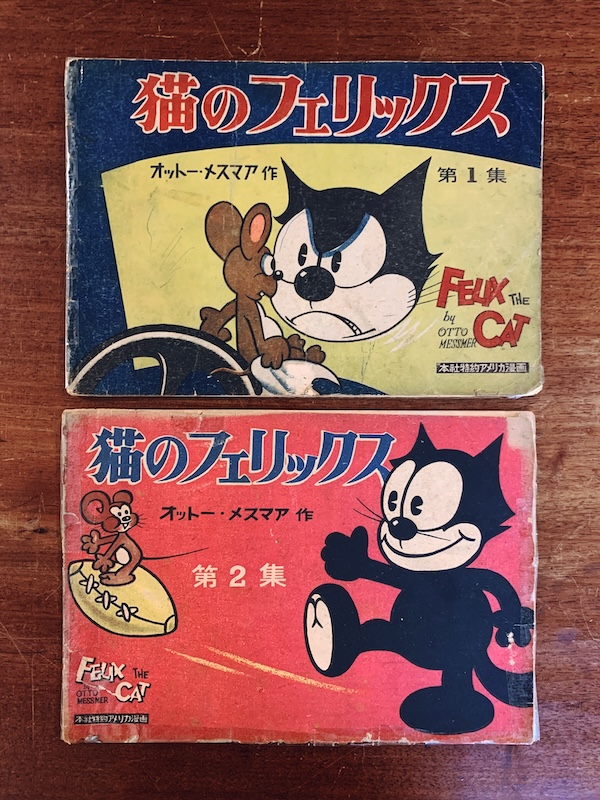 猫のフェリックス
オットー・メスマア 作
第1集
FELIX THE
by
OTTO
MESSMER
CAT
本社特約アメリカ漫画
猫のフェリックス
オットー・メスマア 作
第2集
FELIX THE
by
OTTO
MESSMER
CAT
本社特約アメリカ漫画